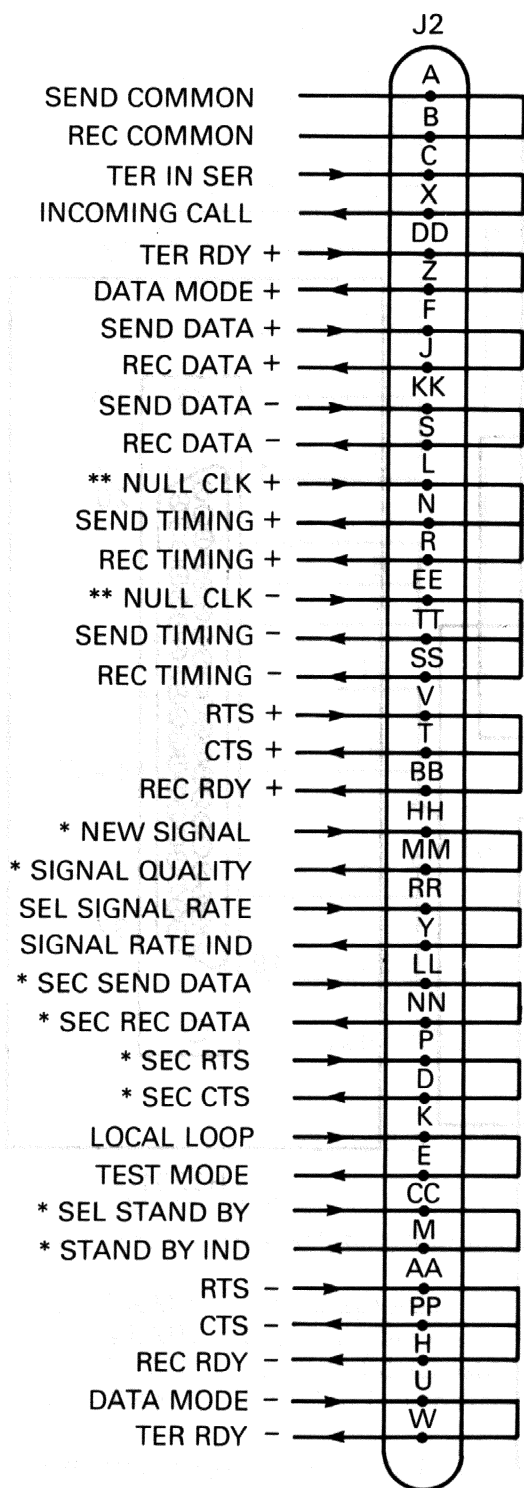 J2
A
SEND COMMON
B
REC COMMON
C
TER IN SER
X
INCOMING CALL
DD
TER RDY +
Z
DATA MODE +
F
SEND DATA +
J
REC DATA +
KK
SEND DATA -
S
REC DATA -
L
** NULL CLK +
N
SEND TIMING +
R
REC TIMING +
EE
** NULL CLK -
TT
SEND TIMING -
SS
REC TIMING -
V
RTS +
T
CTS +
BB
REC RDY +
HH
* NEW SIGNAL
MM
* SIGNAL QUALITY
RR
SEL SIGNAL RATE
Y
SIGNAL RATE IND
LL
* SEC SEND DATA
NN
* SEC REC DATA
P
* SEC RTS
D
* SEC CTS
K
LOCAL LOOP
E
TEST MODE
CC
* SEL STAND BY
M
* STAND BY IND
AA
RTS -
PP
CTS -
H
REC RDY -
U
DATA MODE -
W
TER RDY -